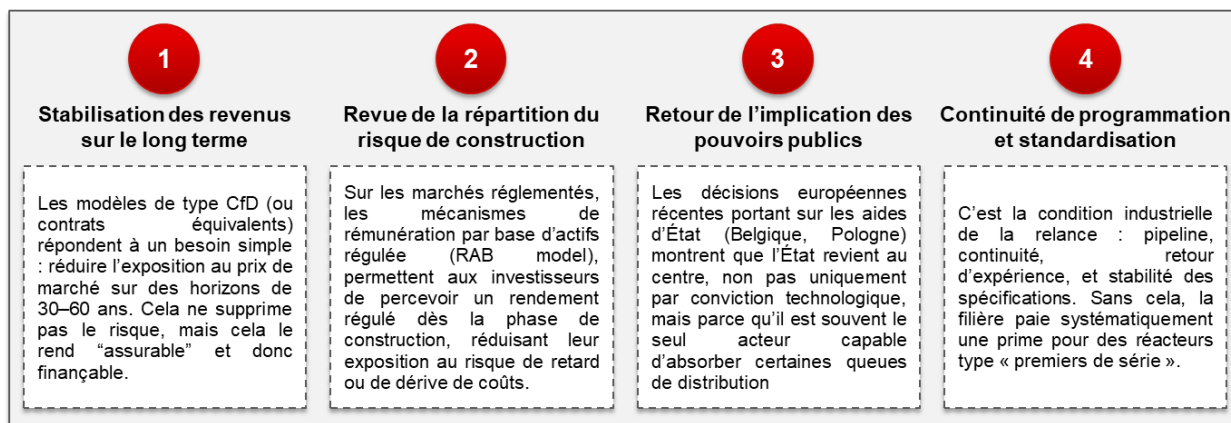 1
Stabilisation des revenus
sur le long terme
Les modèles de type CfD (ou
contrats équivalents)
répondent à un besoin simple
: réduire l’exposition au prix de
marché sur des horizons de
30–60 ans. Cela ne supprime
pas le risque, mais cela le
rend “assurable” et donc
finançable.
2
Revue de la répartition du
risque de construction
Sur les marchés réglementés,
les mécanismes de
rémunération par base d’actifs
régulée (RAB model),
permettent aux investisseurs
de percevoir un rendement
régulé dès la phase de
construction, réduisant leur
exposition au risque de retard
ou de dérive de coûts.
3
Retour de l’implication des
pouvoirs publics
Les décisions européennes
récentes portant sur les aides
d’État (Belgique, Pologne)
montrent que l’État revient au
centre, non pas uniquement
par conviction technologique,
mais parce qu’il est souvent le
seul acteur capable
d’absorber certaines queues
de distribution
4
Continuité de programmation
et standardisation
C’est la condition industrielle
de la relance : pipeline,
continuité, retour
d’expérience, et stabilité des
spécifications. Sans cela, la
filière paie systématiquement
une prime pour des réacteurs
type « premiers de série ».